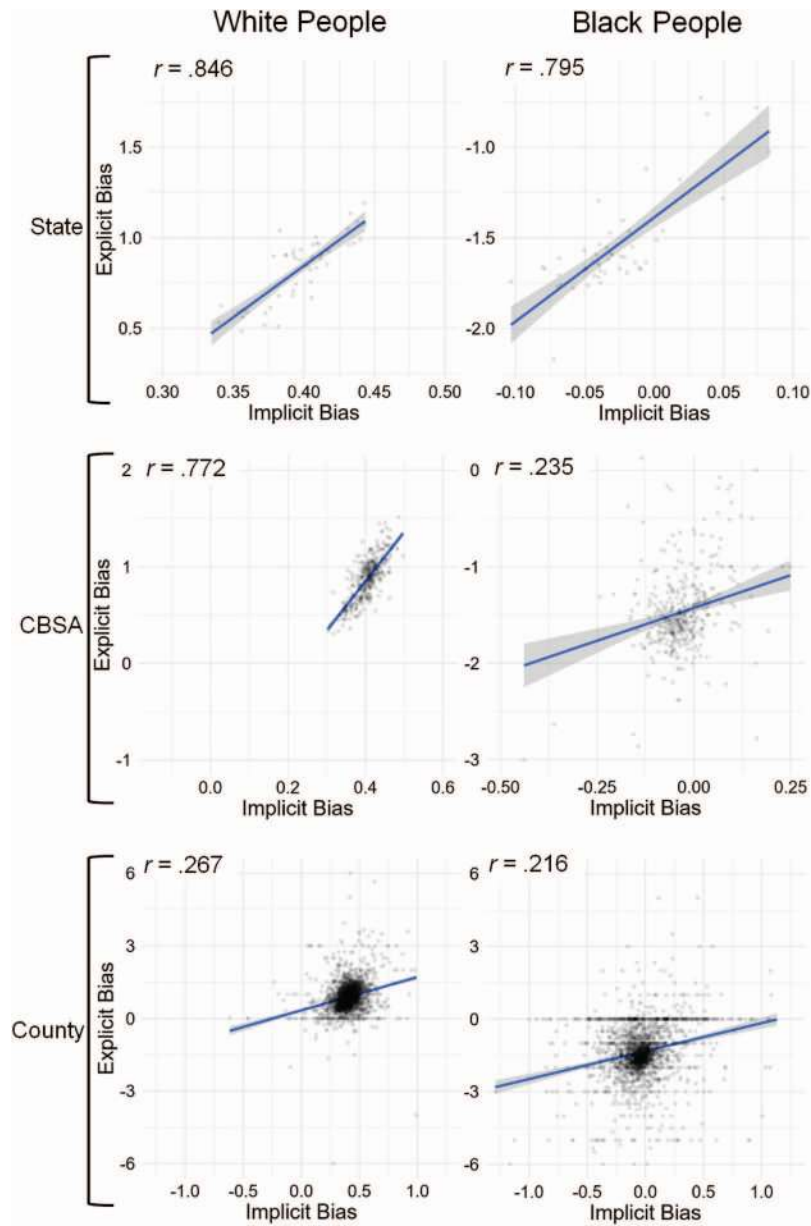 White People
Black People
State
r = .846
Explicit Bias
1.5
1.0
0.5
0.30
0.35
0.40
0.45
0.50
Implicit Bias
r = .795
-1.0
-1.5
-2.0
-0.10
-0.05
0.00
0.05
0.10
Implicit Bias
CBSA
r = .772
Explicit Bias
2
1
0
-1
0.0
0.2
0.4
0.6
Implicit Bias
r = .235
0
-1
-2
-3
-0.50
-0.25
0.00
0.25
Implicit Bias
County
r = .267
Explicit Bias
6
3
0
-3
-6
-1.0
-0.5
0.0
0.5
1.0
Implicit Bias
r = .216
6
3
0
-3
-6
-1.0
-0.5
0.0
0.5
1.0
Implicit Bias